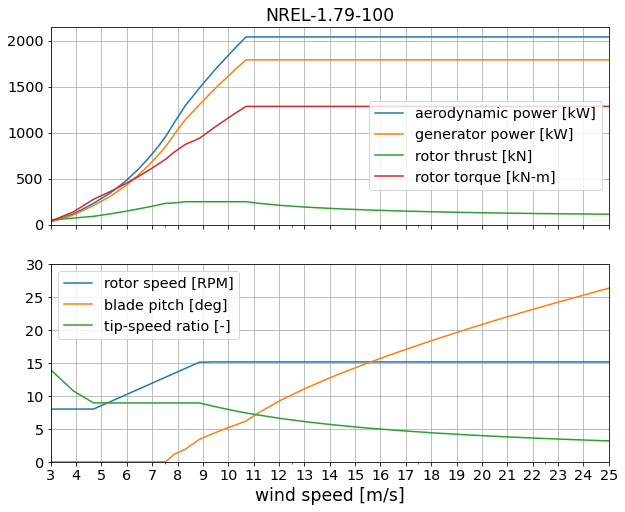 NREL-1.79-100
2000
1500
1000
500
0
aerodynamic power [kW]
generator power [kW]
rotor thrust [kN]
rotor torque [kN-m]
30
25
20
15
10
5
0
rotor speed [RPM]
blade pitch [deg]
tip-speed ratio [-]
3 4 5 6 7 8 9 10 11 12 13 14 15 16 17 18 19 20 21 22 23 24 25
wind speed [m/s]